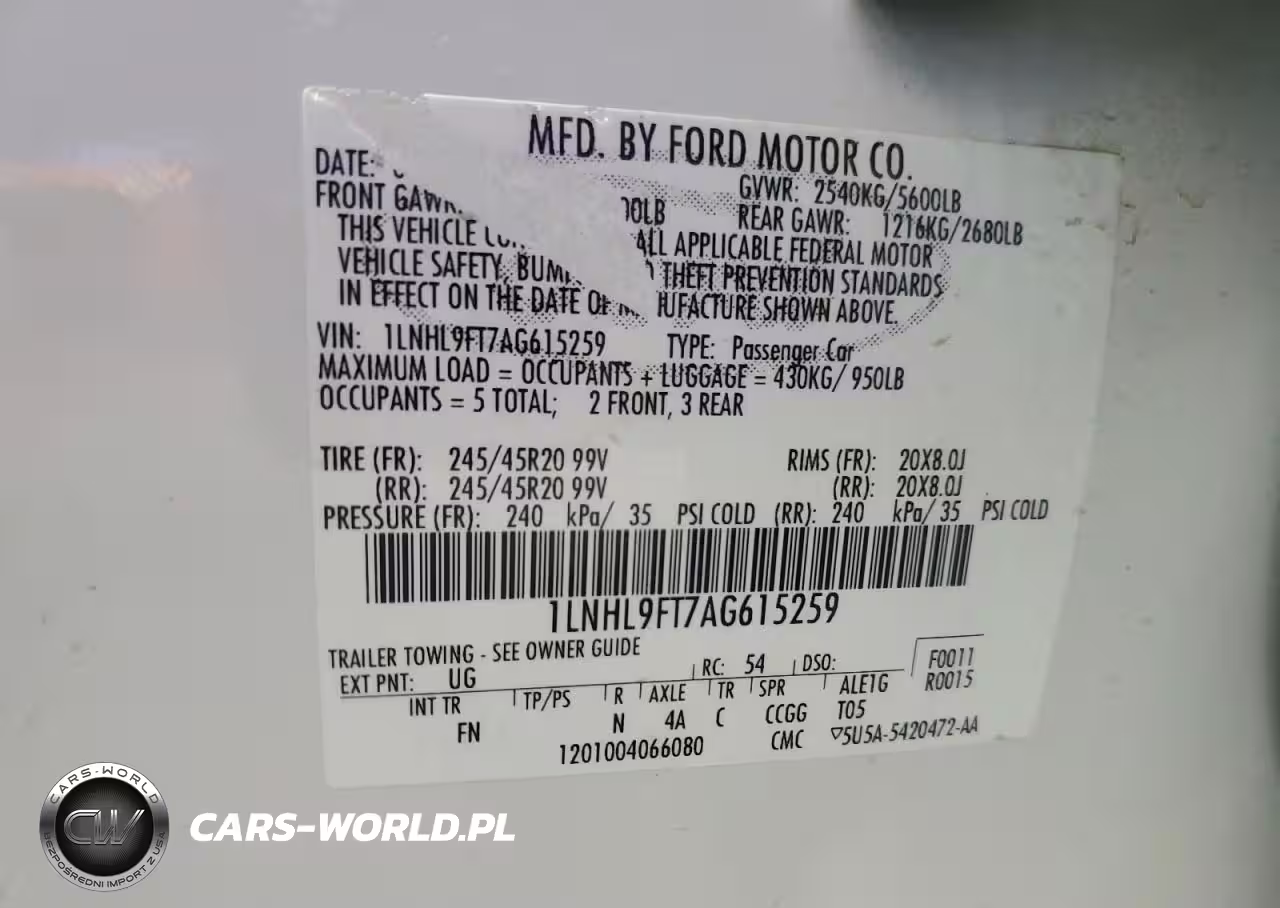 MFD. BY FORD MOTOR CO.
DATE: GVWR: 2540KG/5600LB
FRONT GAWR: 00LB REAR GAWR: 1216KG/2680LB
THIS VEHICLE ALL APPLICABLE FEDERAL MOTOR
VEHICLE SAFETY, THEFT PREVENTION STANDARDS
IN EFFECT ON THE DATE OF SHOWN ABOVE.
VIN: 1LNHL9FT7AG615259 TYPE: Passenger Car
MAXIMUM LOAD = OCCUPANTS + LUGGAGE = 430KG/ 950LB
OCCUPANTS = 5 TOTAL; 2 FRONT, 3 REAR
TIRE (FR): 245/45R20 99V RIMS (FR): 20X8.0J
(RR): 245/45R20 99V (RR): 20X8.0J
PRESSURE (FR): 240 kPa/ 35 PSI COLD (RR): 240 kPa/ 35 PSI COLD
1LNHL9FT7AG615259
TRAILER TOWING - SEE OWNER GUIDE
EXT PNT: UG RC: 54 DSO: F0011
R0015
INT TR TP/PS R AXLE TR SPR ALE1G
FN N 4A C CCGG T05
1201004066080 CMC ▽5U5A-5420472-AA
CARS-WORLD
CW
BEZPOŚREDNI IMPORT Z USA
CARS-WORLD.PL